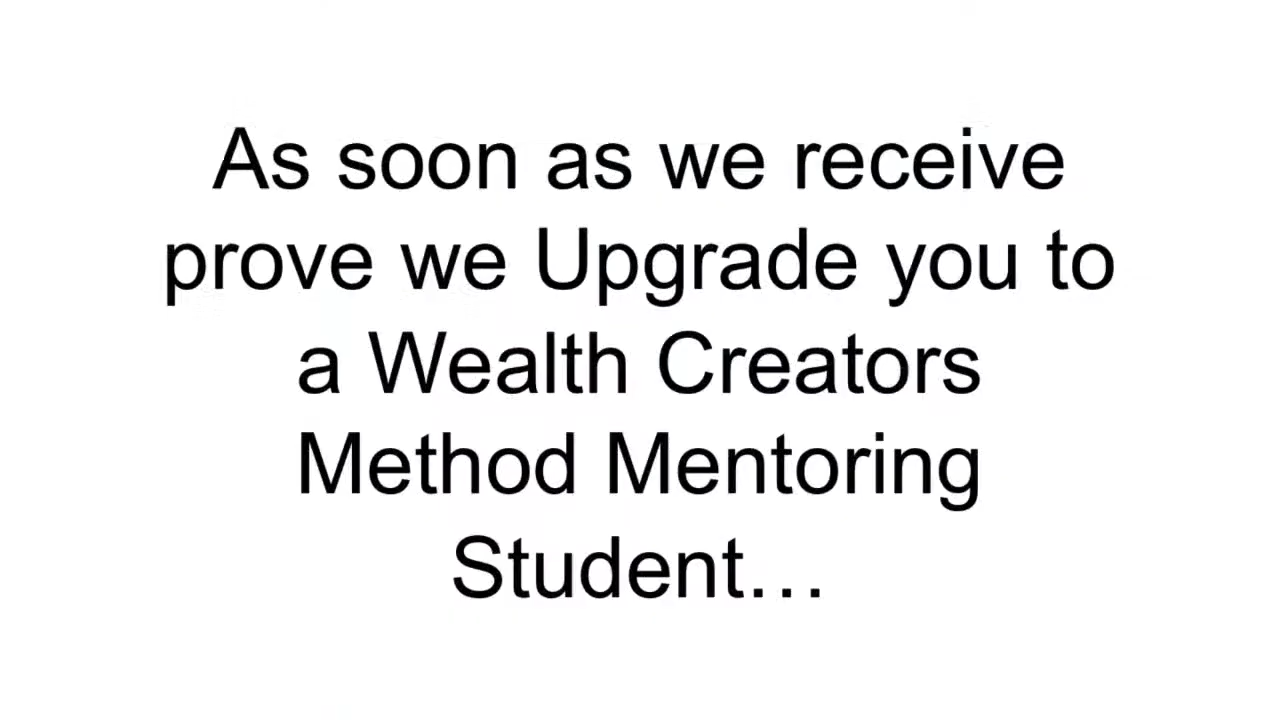 As soon as we receive
prove we Upgrade you to
a Wealth Creators
Method Mentoring
Student…